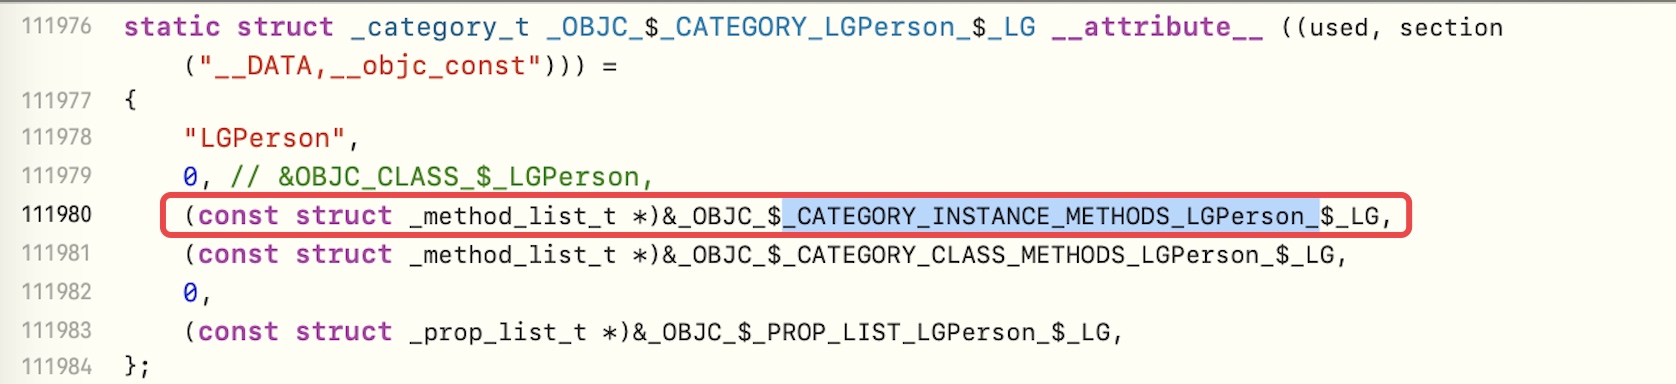 111976 static struct _category_t _OBJC_$_CATEGORY_LGPerson_$_LG __attribute__ ((used, section
("__DATA,__objc_const"))) =
111977 {
111978 "LGPerson",
111979 0, // &OBJC_CLASS_$_LGPerson,
111980 (const struct _method_list_t *)&_OBJC_$_CATEGORY_INSTANCE_METHODS_LGPerson_$_LG,
111981 (const struct _method_list_t *)&_OBJC_$_CATEGORY_CLASS_METHODS_LGPerson_$_LG,
111982 0,
111983 (const struct _prop_list_t *)&_OBJC_$_PROP_LIST_LGPerson_$_LG,
111984 };